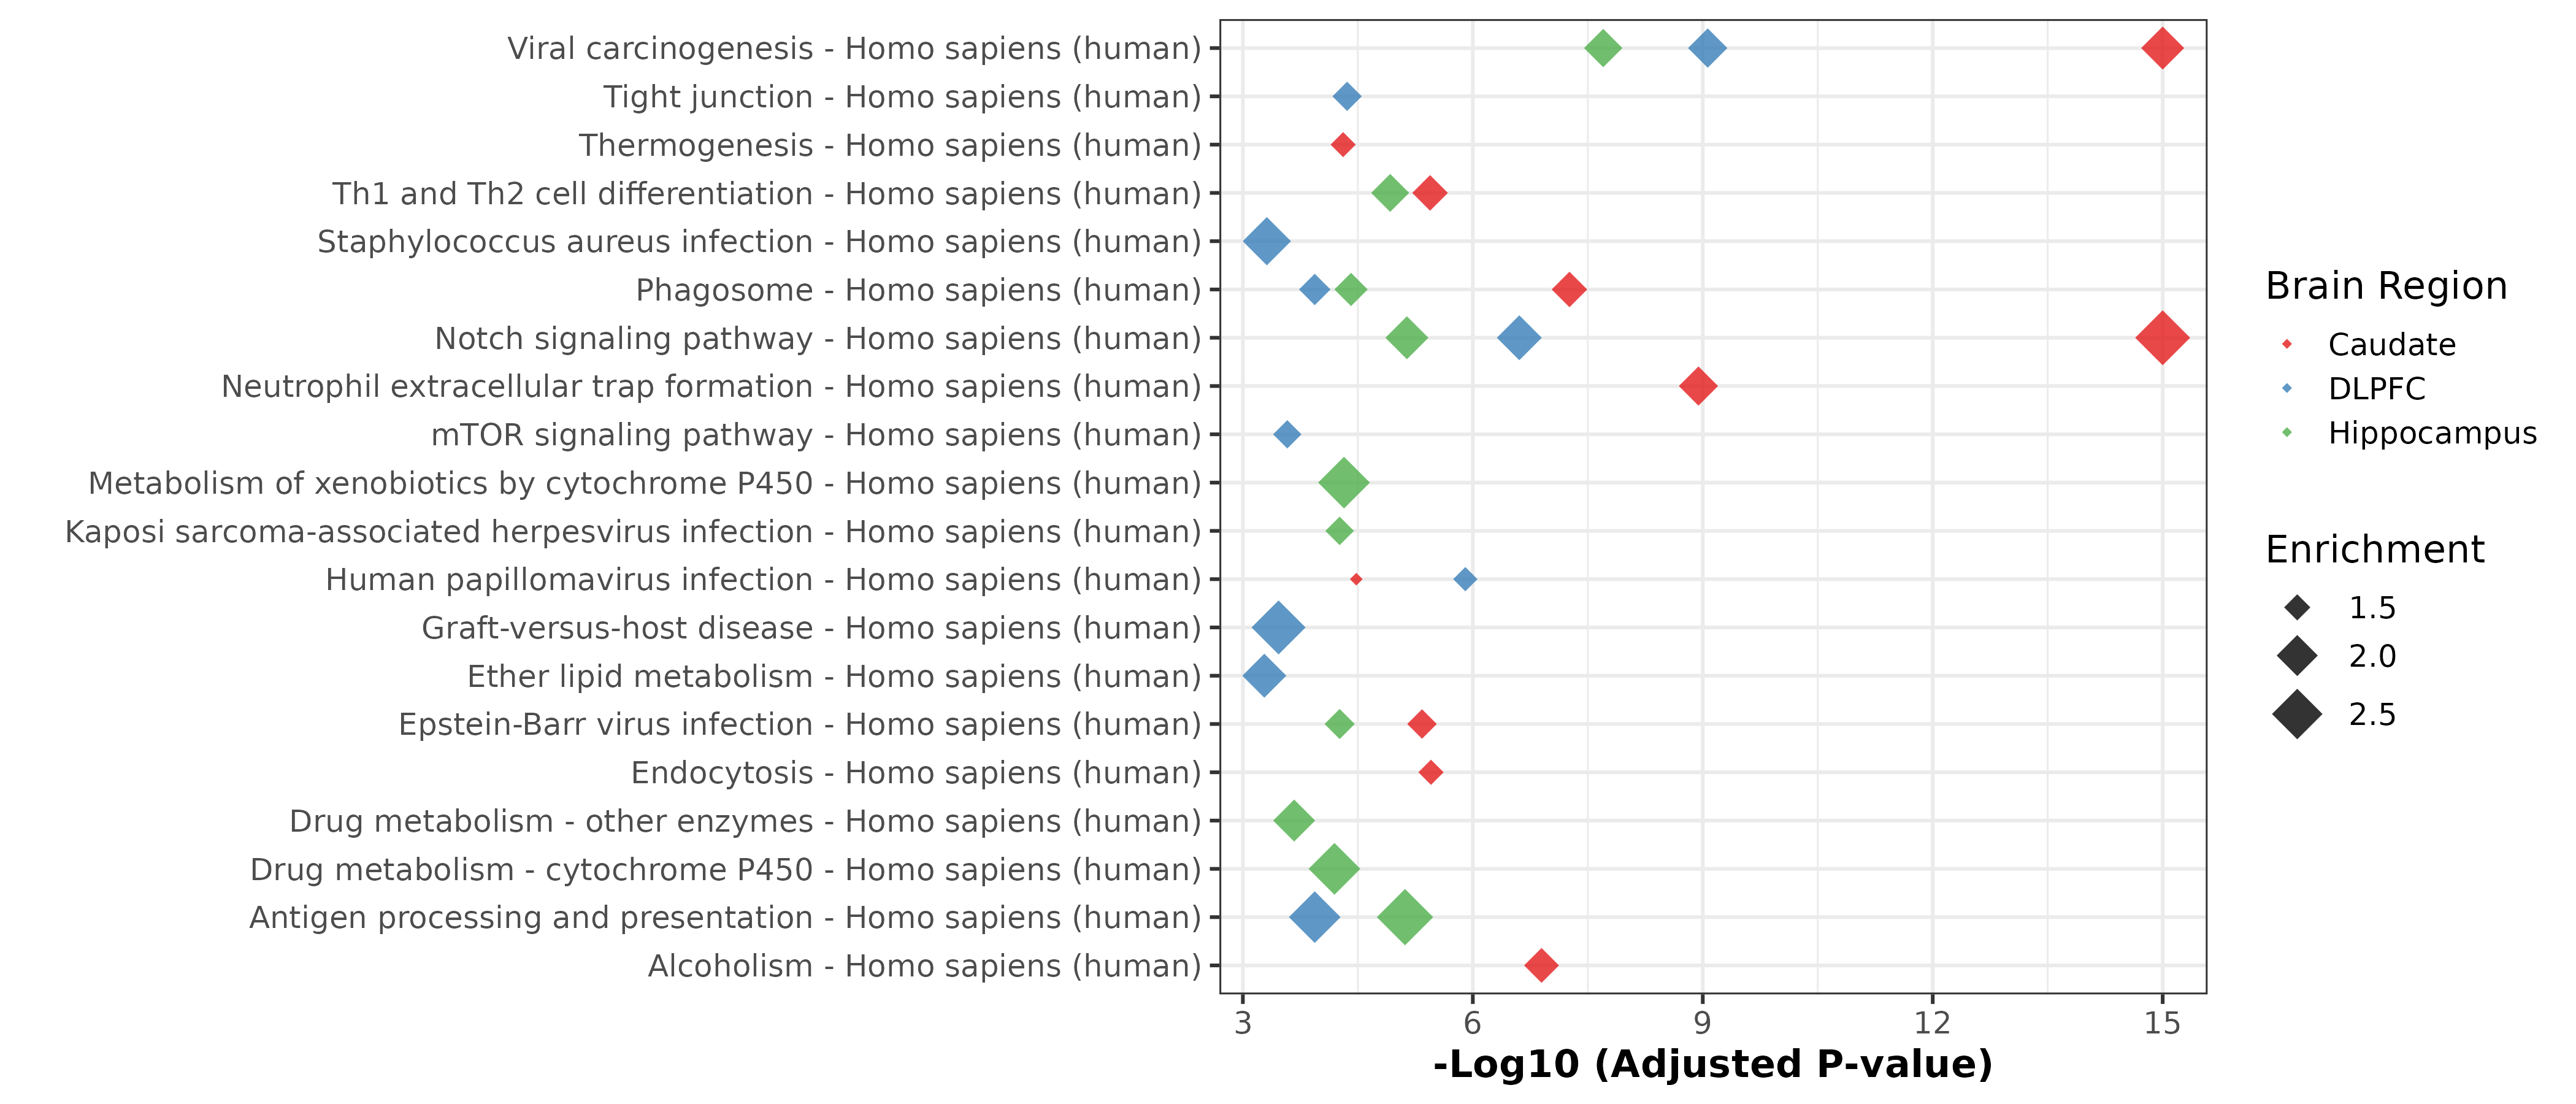 Viral carcinogenesis - Homo sapiens (human)
Tight junction - Homo sapiens (human)
Thermogenesis - Homo sapiens (human)
Th1 and Th2 cell differentiation - Homo sapiens (human)
Staphylococcus aureus infection - Homo sapiens (human)
Phagosome - Homo sapiens (human)
Notch signaling pathway - Homo sapiens (human)
Neutrophil extracellular trap formation - Homo sapiens (human)
mTOR signaling pathway - Homo sapiens (human)
Metabolism of xenobiotics by cytochrome P450 - Homo sapiens (human)
Kaposi sarcoma-associated herpesvirus infection - Homo sapiens (human)
Human papillomavirus infection - Homo sapiens (human)
Graft-versus-host disease - Homo sapiens (human)
Ether lipid metabolism - Homo sapiens (human)
Epstein-Barr virus infection - Homo sapiens (human)
Endocytosis - Homo sapiens (human)
Drug metabolism - other enzymes - Homo sapiens (human)
Drug metabolism - cytochrome P450 - Homo sapiens (human)
Antigen processing and presentation - Homo sapiens (human)
Alcoholism - Homo sapiens (human)
3 6 9 12 15
-Log10 (Adjusted P-value)
Brain Region
Caudate
DLPFC
Hippocampus
Enrichment
1.5
2.0
2.5